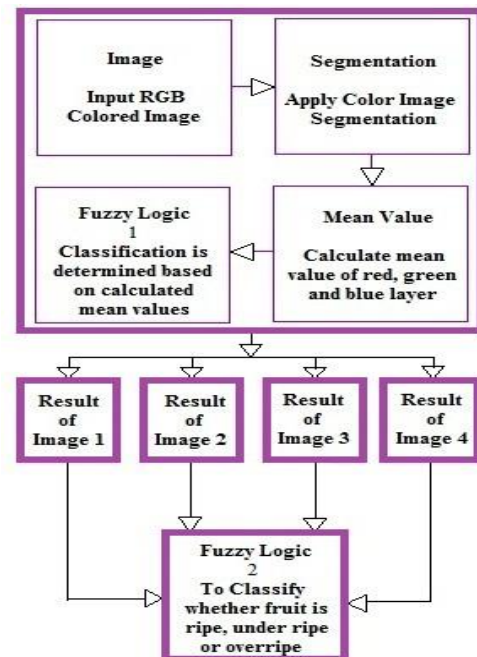 Image
Input RGB
Colored Image
Segmentation
Apply Color Image
Segmentation
Mean Value
Calculate mean
value of red, green
and blue layer
Fuzzy Logic
1
Classification is
determined based
on calculated
mean values
Result
of
Image 1
Result
of
Image 2
Result
of
Image 3
Result
of
Image 4
Fuzzy Logic
2
To Classify
whether fruit is
ripe, under ripe
or overripe